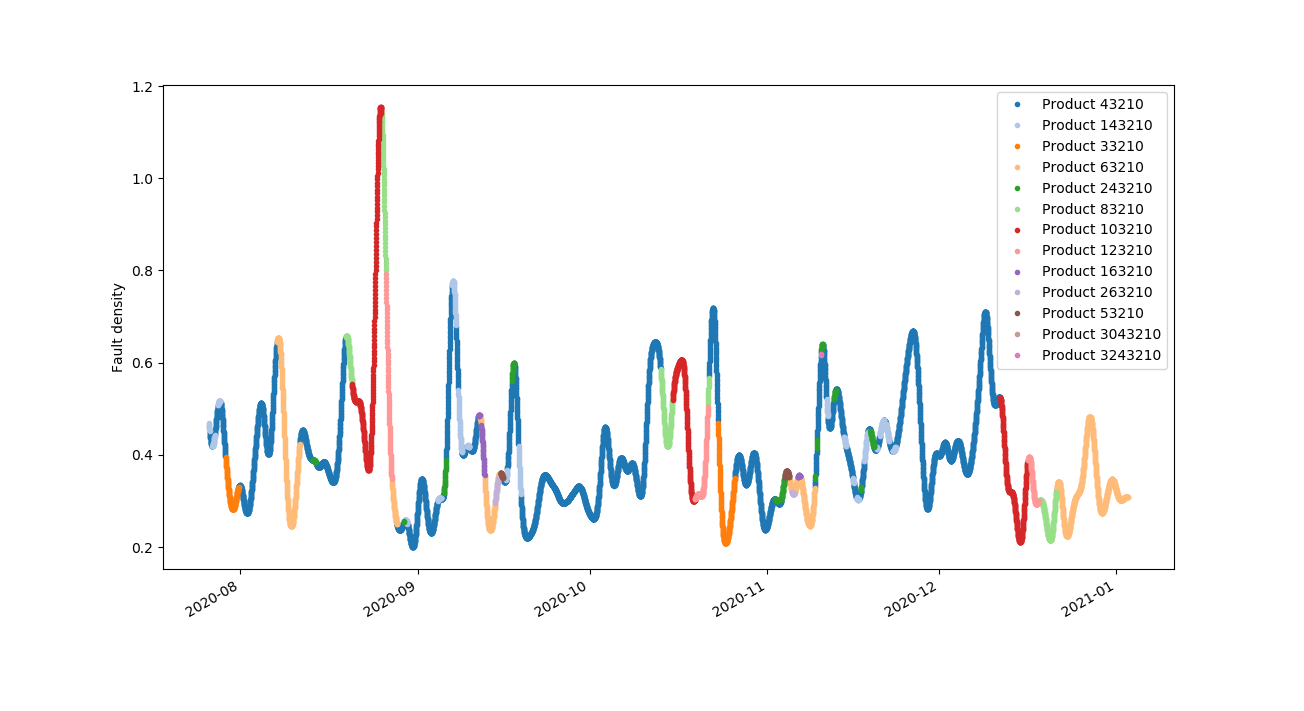 1.2
1.0
0.8
0.6
0.4
0.2
Fault density
2020-08
2020-09
2020-10
2020-11
2020-12
2021-01
Product 43210
Product 143210
Product 33210
Product 63210
Product 243210
Product 83210
Product 103210
Product 123210
Product 163210
Product 263210
Product 53210
Product 3043210
Product 3243210